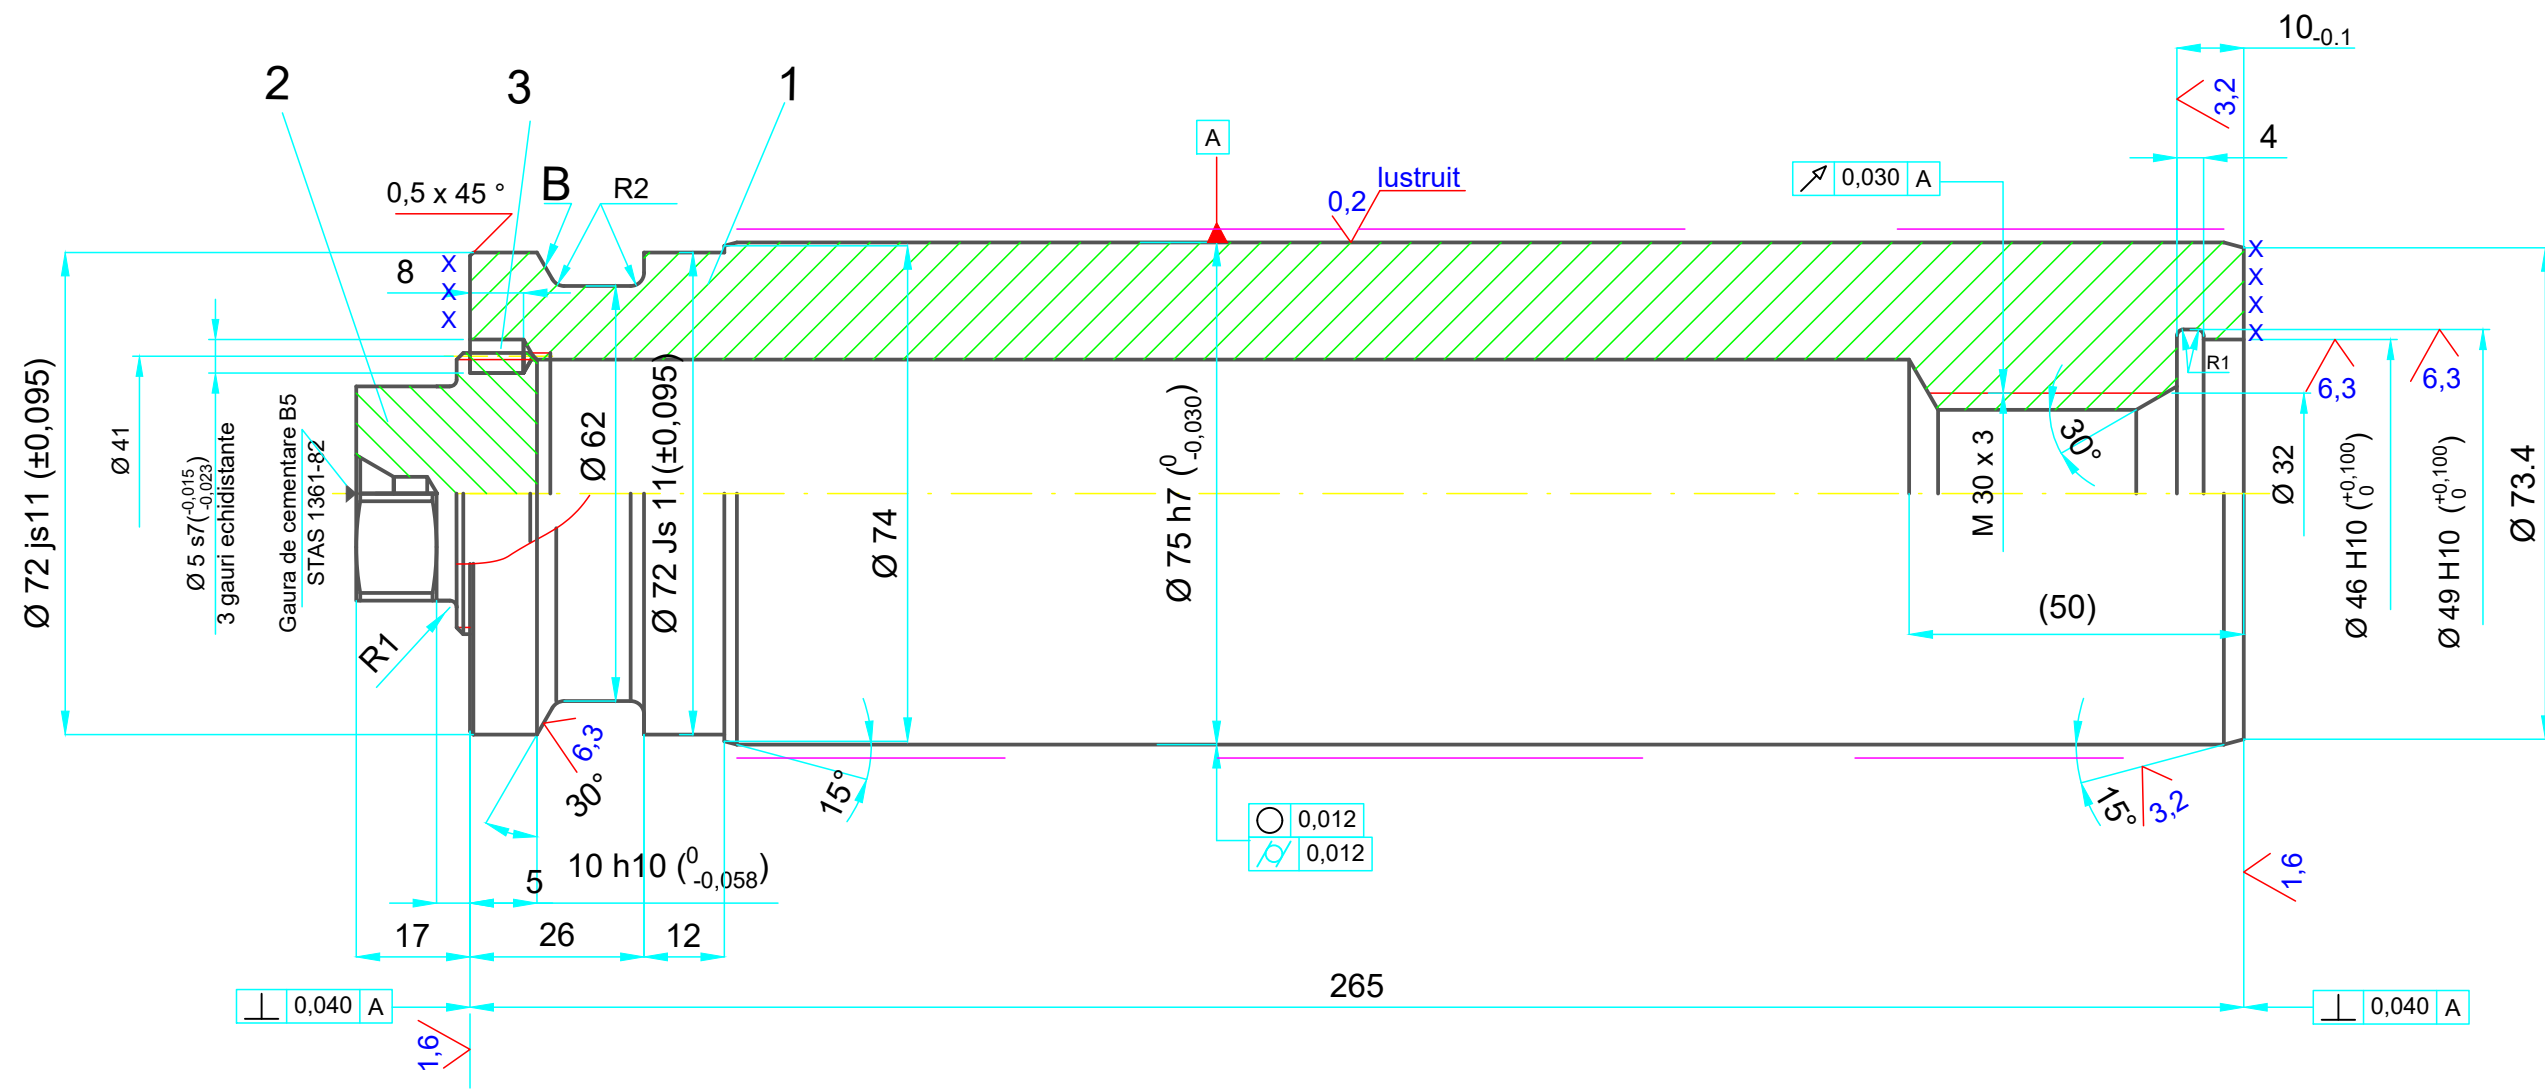 10-0.1
2
3
1
3,2
4
A
0,030 A
lustruit
0,2
0,5 x 45 °
B
R2
8
X
X
X
X
X
X
X
R1
6,3
6,3
Ø 72 js11 (±0,095)
Ø 41
Ø 5 s7(-0,015 -0,023)
3 gauri echidistante
Gaura de cementare B5
STAS 1361-82
Ø 62
Ø 72 Js 11(±0,095)
Ø 74
Ø 75 h7 (0 -0,030)
M 30 x 3
30°
Ø 32
Ø 46 H10 (+0,100 0)
Ø 49 H10 (+0,100 0)
Ø 73.4
(50)
R1
6,3
30°
15°
15°
3,2
0,012
0,012
5
10 h10 (0 -0,058)
1,6
17
26
12
265
0,040 A
0,040 A
1,6